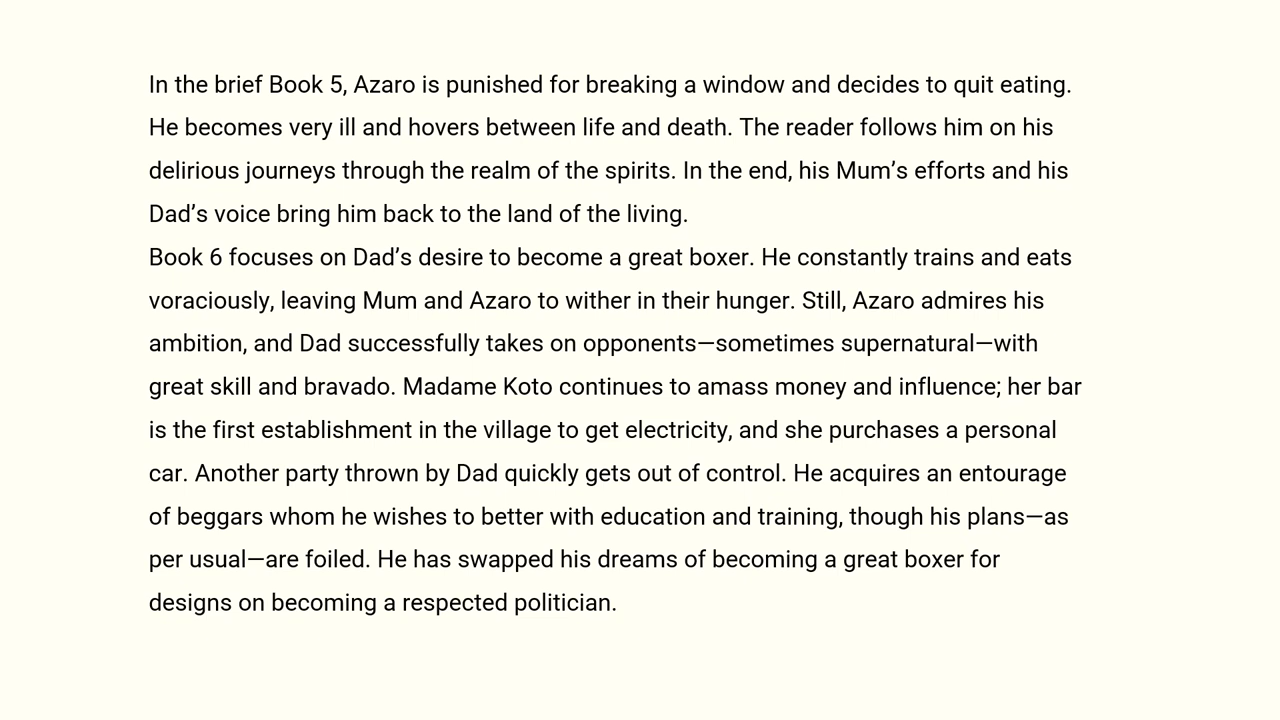 In the brief Book 5, Azaro is punished for breaking a window and decides to quit eating.
He becomes very ill and hovers between life and death. The reader follows him on his
delirious journeys through the realm of the spirits. In the end, his Mum’s efforts and his
Dad’s voice bring him back to the land of the living.
Book 6 focuses on Dad’s desire to become a great boxer. He constantly trains and eats
voraciously, leaving Mum and Azaro to wither in their hunger. Still, Azaro admires his
ambition, and Dad successfully takes on opponents—sometimes supernatural—with
great skill and bravado. Madame Koto continues to amass money and influence; her bar
is the first establishment in the village to get electricity, and she purchases a personal
car. Another party thrown by Dad quickly gets out of control. He acquires an entourage
of beggars whom he wishes to better with education and training, though his plans—as
per usual—are foiled. He has swapped his dreams of becoming a great boxer for
designs on becoming a respected politician.